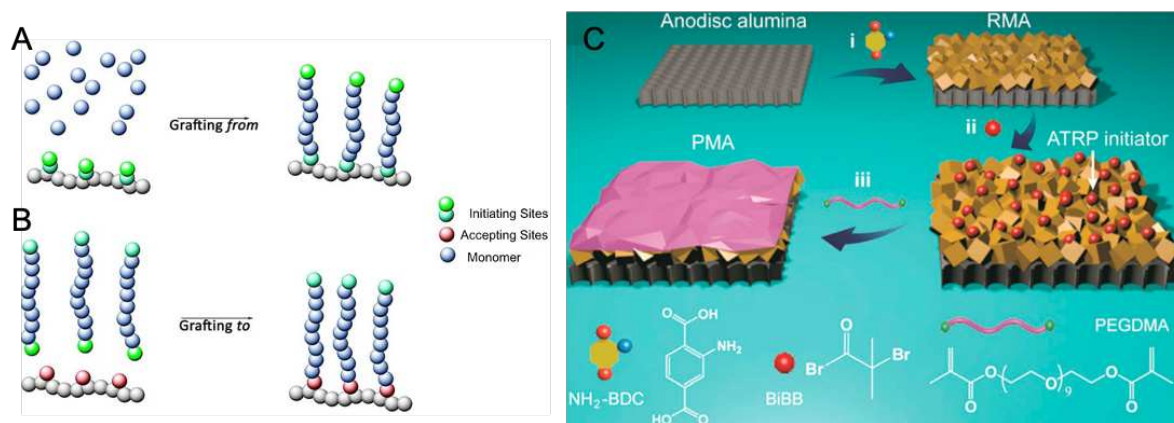 A
Grafting from
B
Grafting to
Initiating Sites
Accepting Sites
Monomer
C
Anodisc alumina
i
RMA
ii
ATRP initiator
PMA
iii
NH2-BDC
O
OH
NH2
HO
O
BiBB
O
Br
Br
PEGDMA
O
O
O
9
O
O